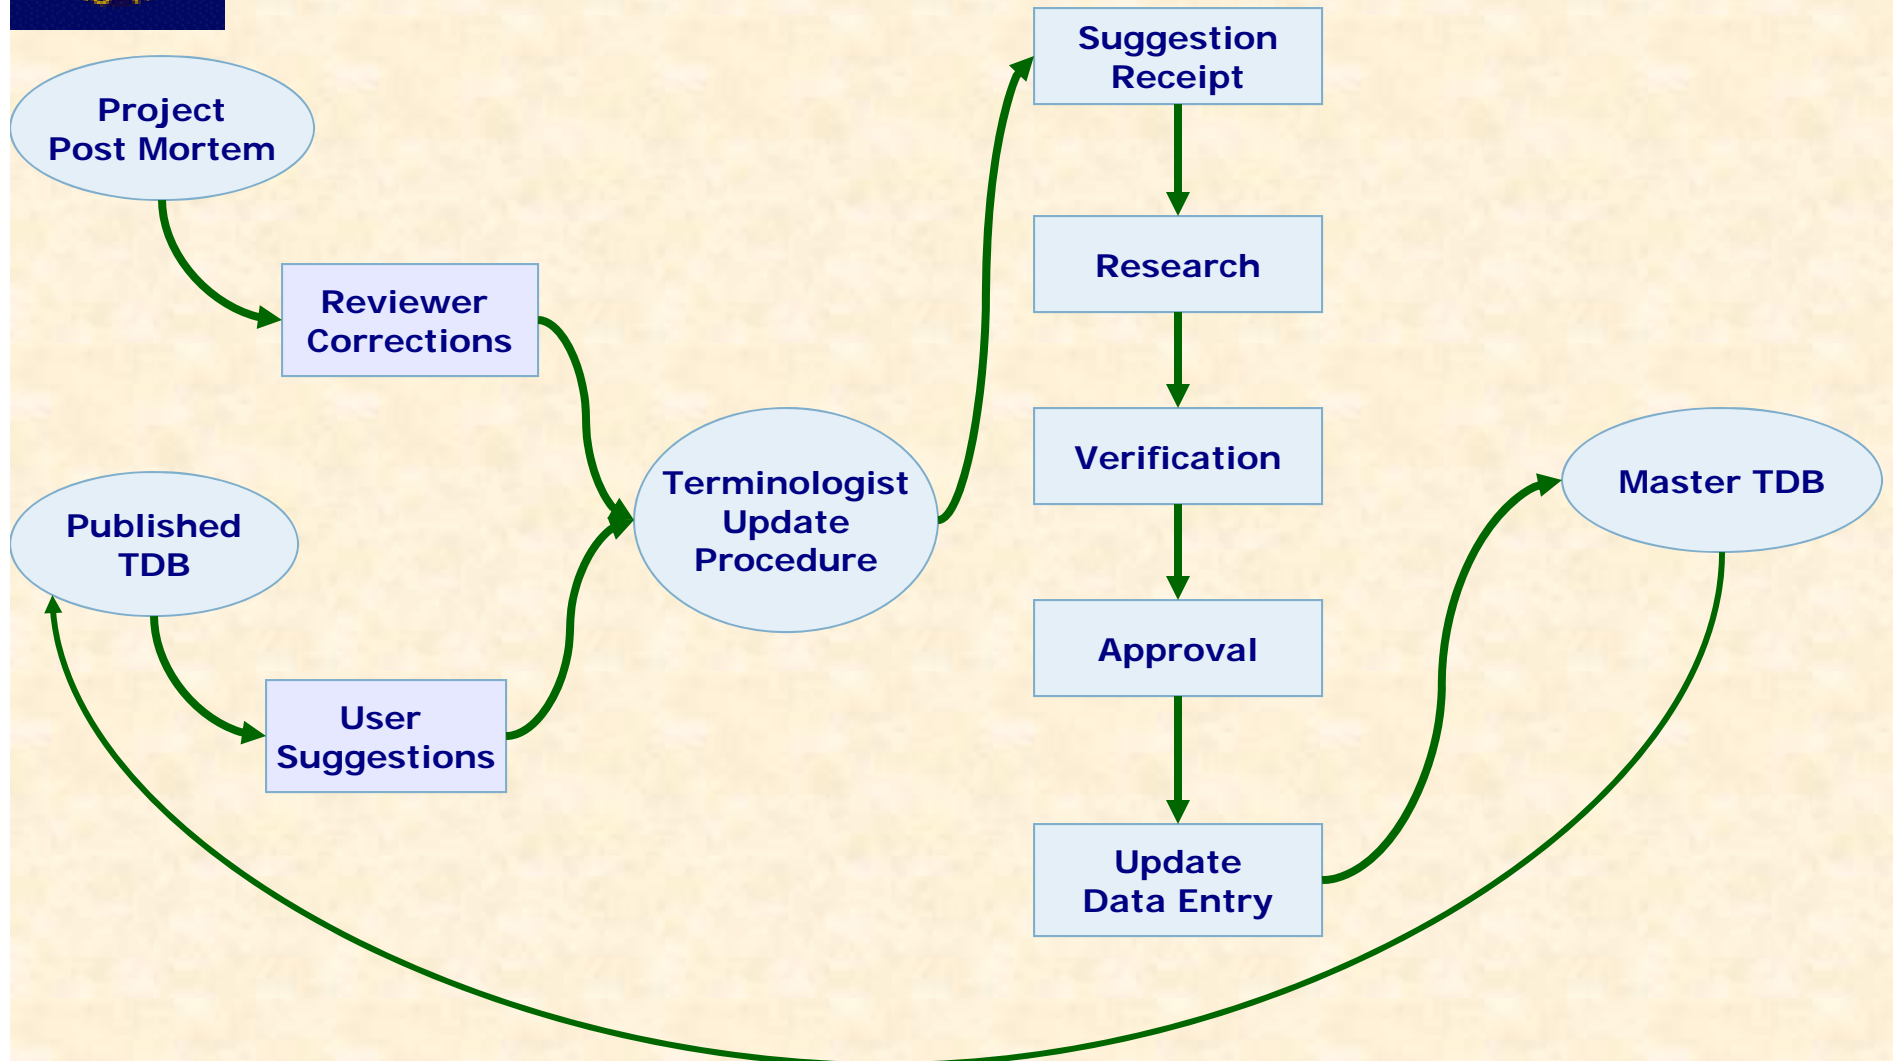 Project
Post Mortem
Reviewer
Corrections
Published
TDB
User
Suggestions
Terminologist
Update
Procedure
Suggestion
Receipt
Research
Verification
Approval
Update
Data Entry
Master TDB